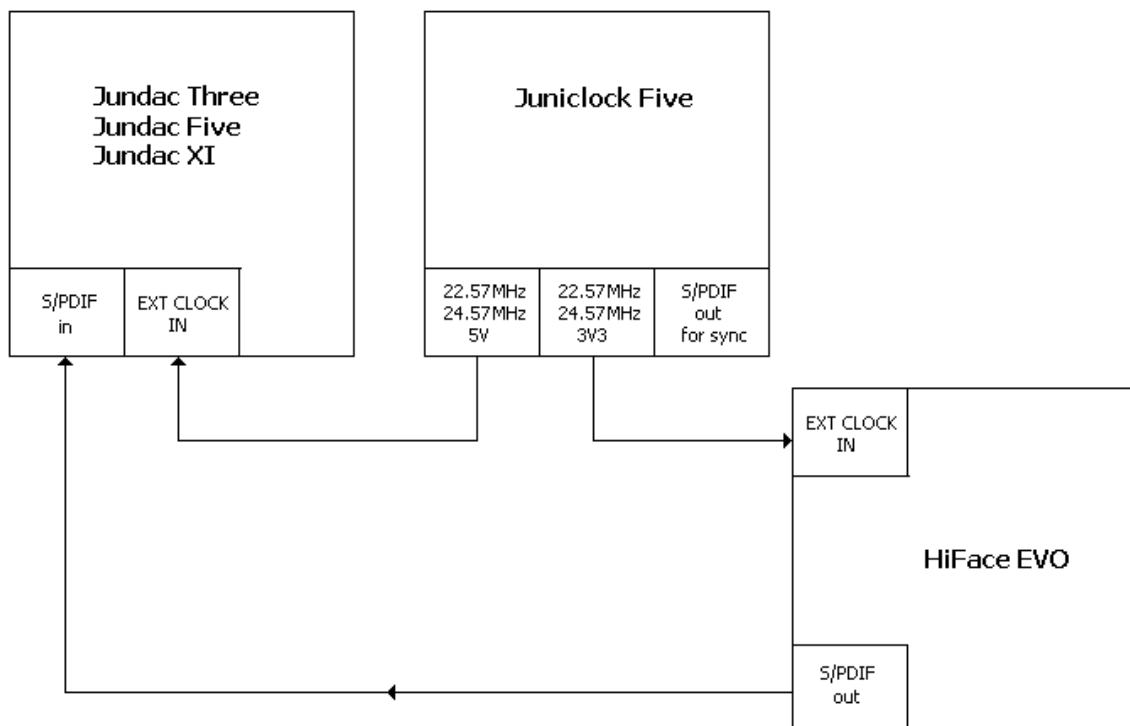 Jundac Three
Jundac Five
Jundac XI
S/PDIF
in
EXT CLOCK
IN
Juniclock Five
22.57MHz
24.57MHz
5V
22.57MHz
24.57MHz
3V3
S/PDIF
out
for sync
EXT CLOCK
IN
HiFace EVO
S/PDIF
out